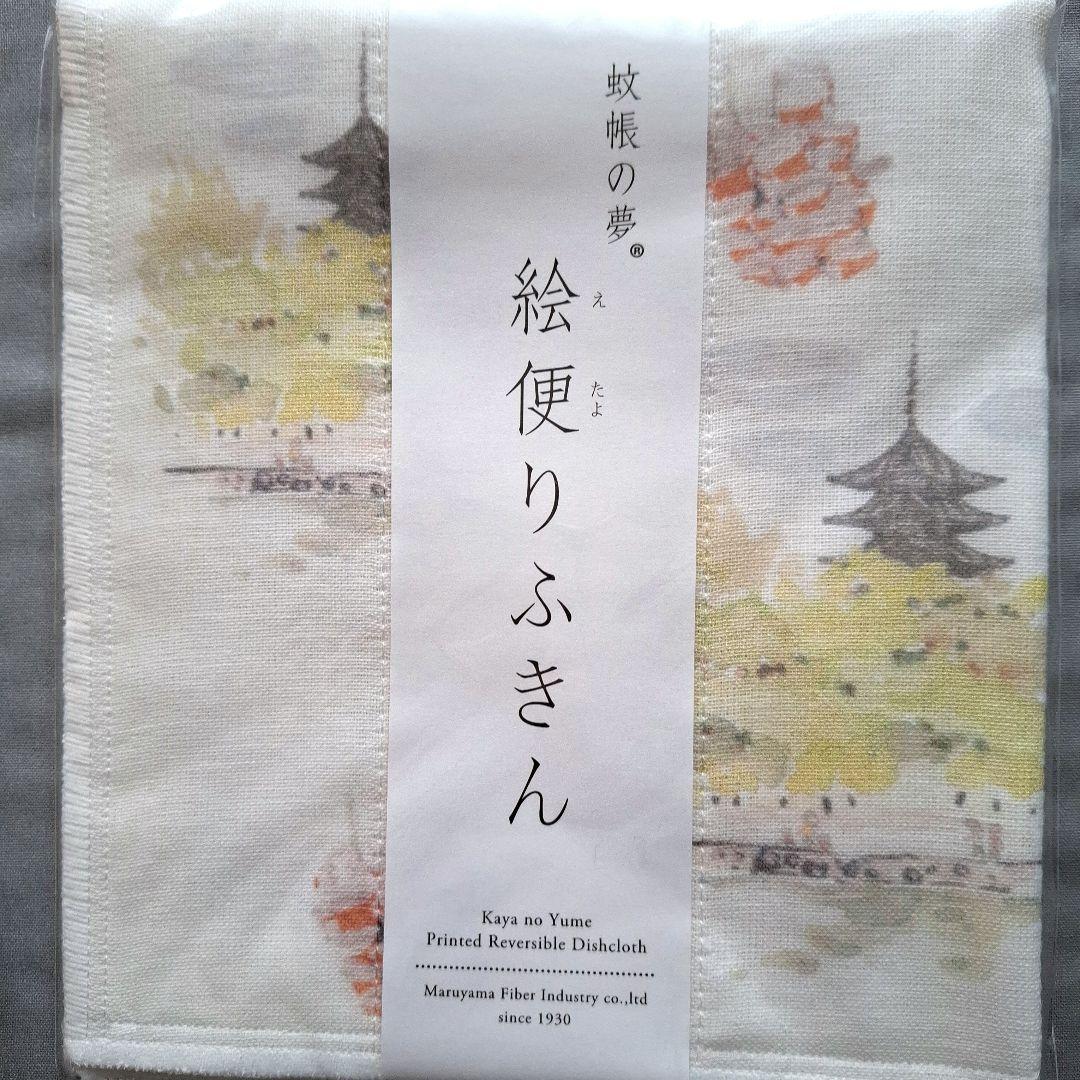 蚊帳の夢®
絵便りふきん
え
たよ
Kaya no Yume
Printed Reversible Dishcloth
Maruyama Fiber Industry co.,ltd
since 1930